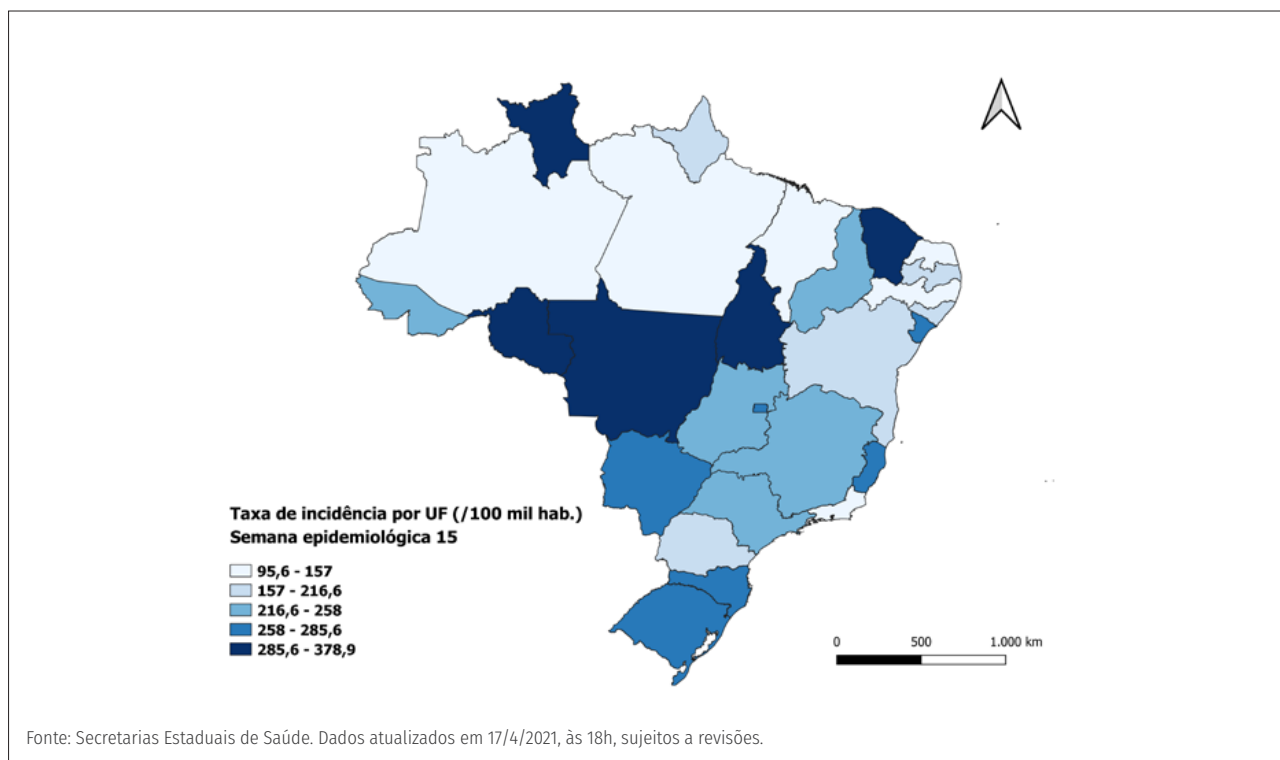 Taxa de incidência por UF (/100 mil hab.)
Semana epidemiológica 15
95,6 - 157
157 - 216,6
216,6 - 258
258 - 285,6
285,6 - 378,9
0 500 1.000 km
Fonte: Secretarias Estaduais de Saúde. Dados atualizados em 17/4/2021, às 18h, sujeitos a revisões.